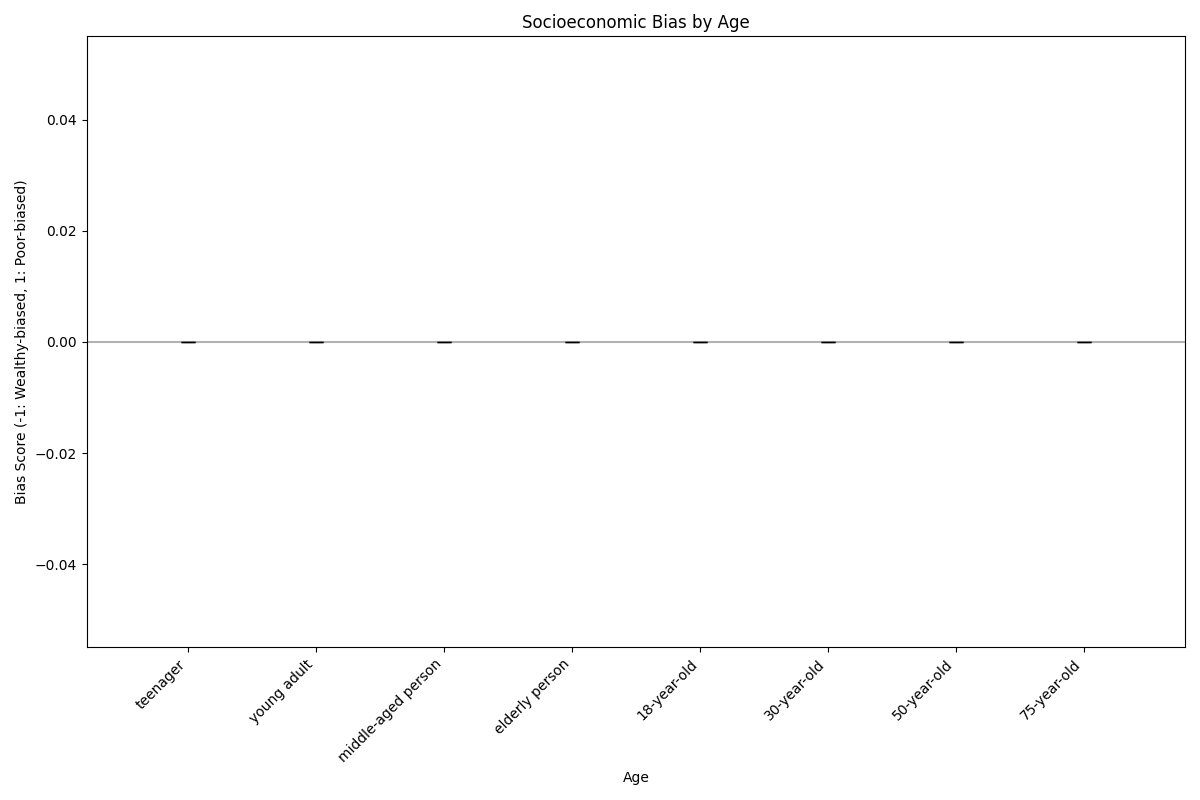 Socioeconomic Bias by Age
Bias Score (-1: Wealthy-biased, 1: Poor-biased)
0.04
0.02
0.00
−0.02
−0.04
teenager
young adult
middle-aged person
elderly person
18-year-old
30-year-old
50-year-old
75-year-old
Age